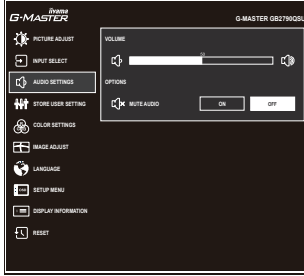 iiyama
G-MASTER
G-MASTER GB2790QSU
PICTURE ADJUST
INPUT SELECT
AUDIO SETTINGS
STORE USER SETTING
COLOR SETTINGS
IMAGE ADJUST
LANGUAGE
OSD
SETUP MENU
DISPLAY INFORMATION
RESET
VOLUME
OPTIONS
MUTE AUDIO
ON
OFF